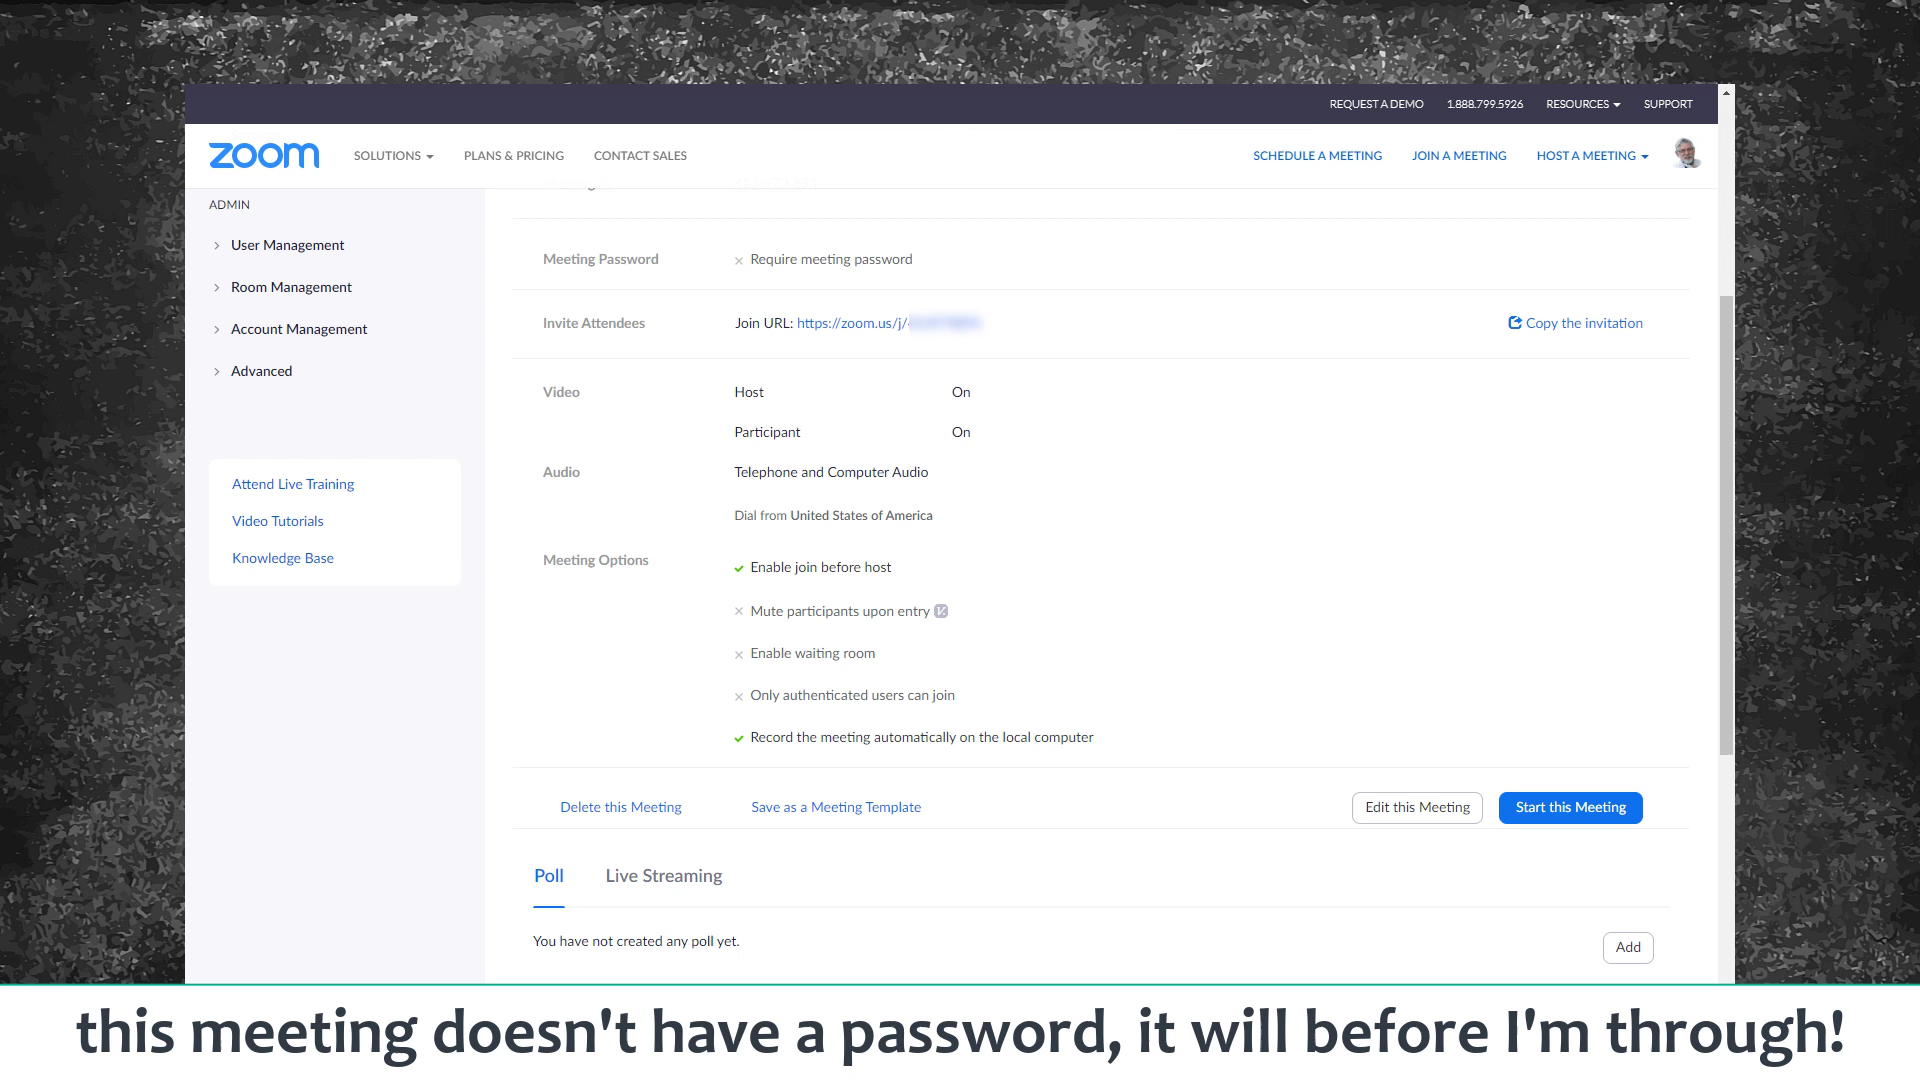 REQUEST A DEMO 1.888.799.5926 RESOURCES SUPPORT
zoom SOLUTIONS PLANS & PRICING CONTACT SALES SCHEDULE A MEETING JOIN A MEETING HOST A MEETING
ADMIN
User Management
Room Management
Account Management
Advanced
Attend Live Training
Video Tutorials
Knowledge Base
Meeting Password Require meeting password
Invite Attendees Join URL: https://zoom.us/j/ Copy the invitation
Video Host On
Participant On
Audio Telephone and Computer Audio
Dial from United States of America
Meeting Options Enable join before host
Mute participants upon entry
Enable waiting room
Only authenticated users can join
Record the meeting automatically on the local computer
Delete this Meeting Save as a Meeting Template Edit this Meeting Start this Meeting
Poll Live Streaming
You have not created any poll yet. Add
this meeting doesn't have a password, it will before I'm through!